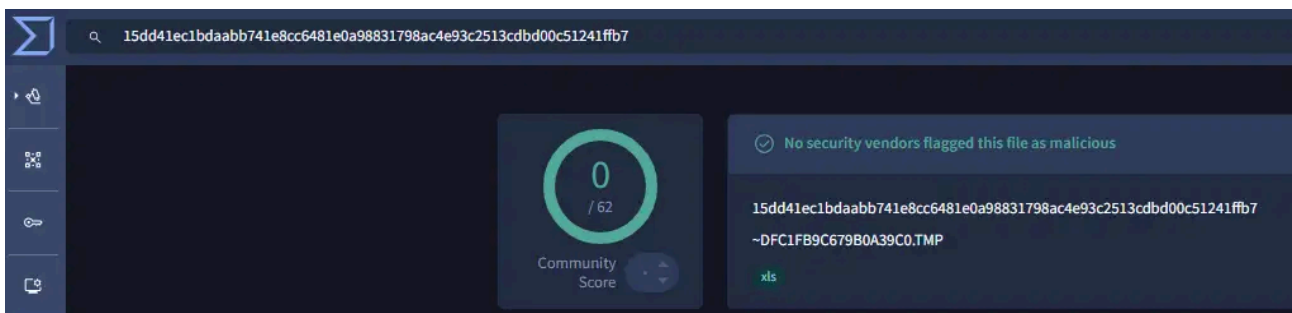 15dd41ec1bdaabb741e8cc6481e0a98831798ac4e93c2513cdbd00c51241ffb7
0
/ 62
Community
Score
No security vendors flagged this file as malicious
15dd41ec1bdaabb741e8cc6481e0a98831798ac4e93c2513cdbd00c51241ffb7
~DFC1FB9C679B0A39C0.TMP
xls